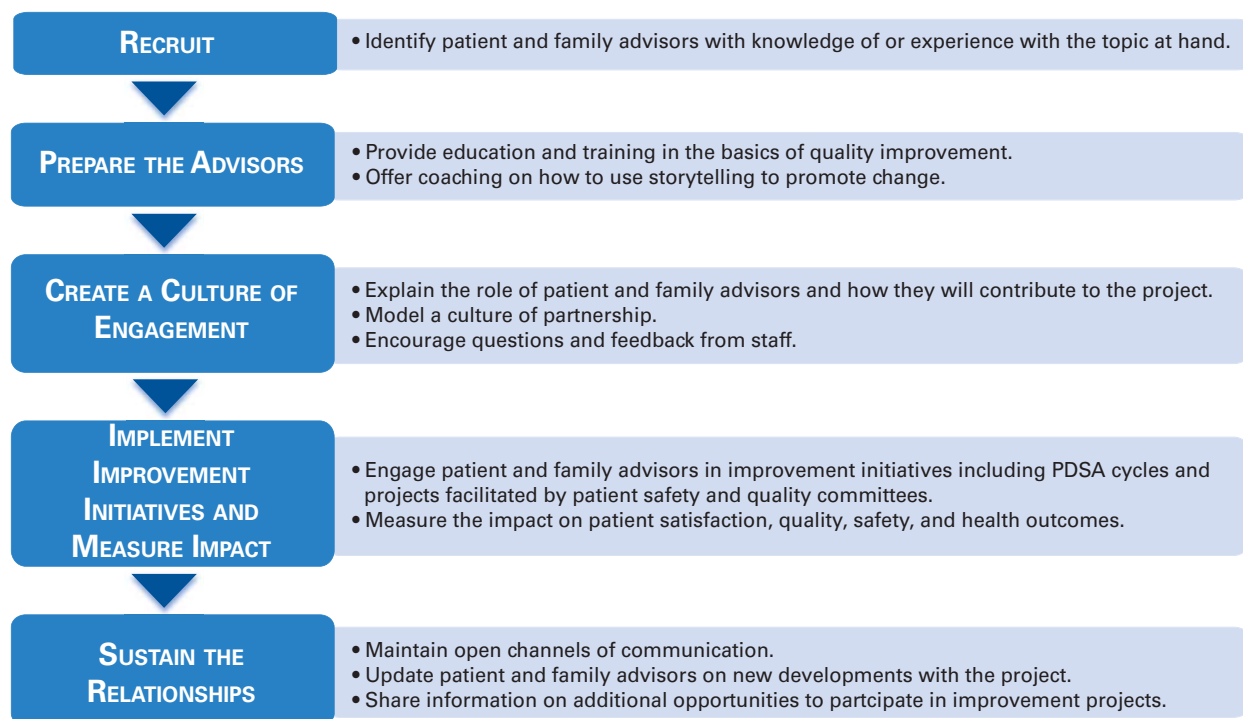 RECRUIT
• Identify patient and family advisors with knowledge of or experience with the topic at hand.
PREPARE THE ADVISORS
• Provide education and training in the basics of quality improvement.
• Offer coaching on how to use storytelling to promote change.
CREATE A CULTURE OF
ENGAGEMENT
• Explain the role of patient and family advisors and how they will contribute to the project.
• Model a culture of partnership.
• Encourage questions and feedback from staff.
IMPLEMENT
IMPROVEMENT
INITIATIVES AND
MEASURE IMPACT
• Engage patient and family advisors in improvement initiatives including PDSA cycles and
projects facilitated by patient safety and quality committees.
• Measure the impact on patient satisfaction, quality, safety, and health outcomes.
SUSTAIN THE
RELATIONSHIPS
• Maintain open channels of communication.
• Update patient and family advisors on new developments with the project.
• Share information on additional opportunities to partcipate in improvement projects.